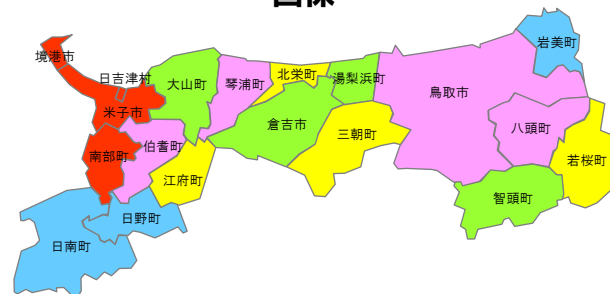 岩美町
境港市
日吉津村
大山町
琴浦町
北栄町
湯梨浜町
鳥取市
米子市
倉吉市
三朝町
八頭町
南部町
伯耆町
江府町
若桜町
智頭町
日野町
日南町